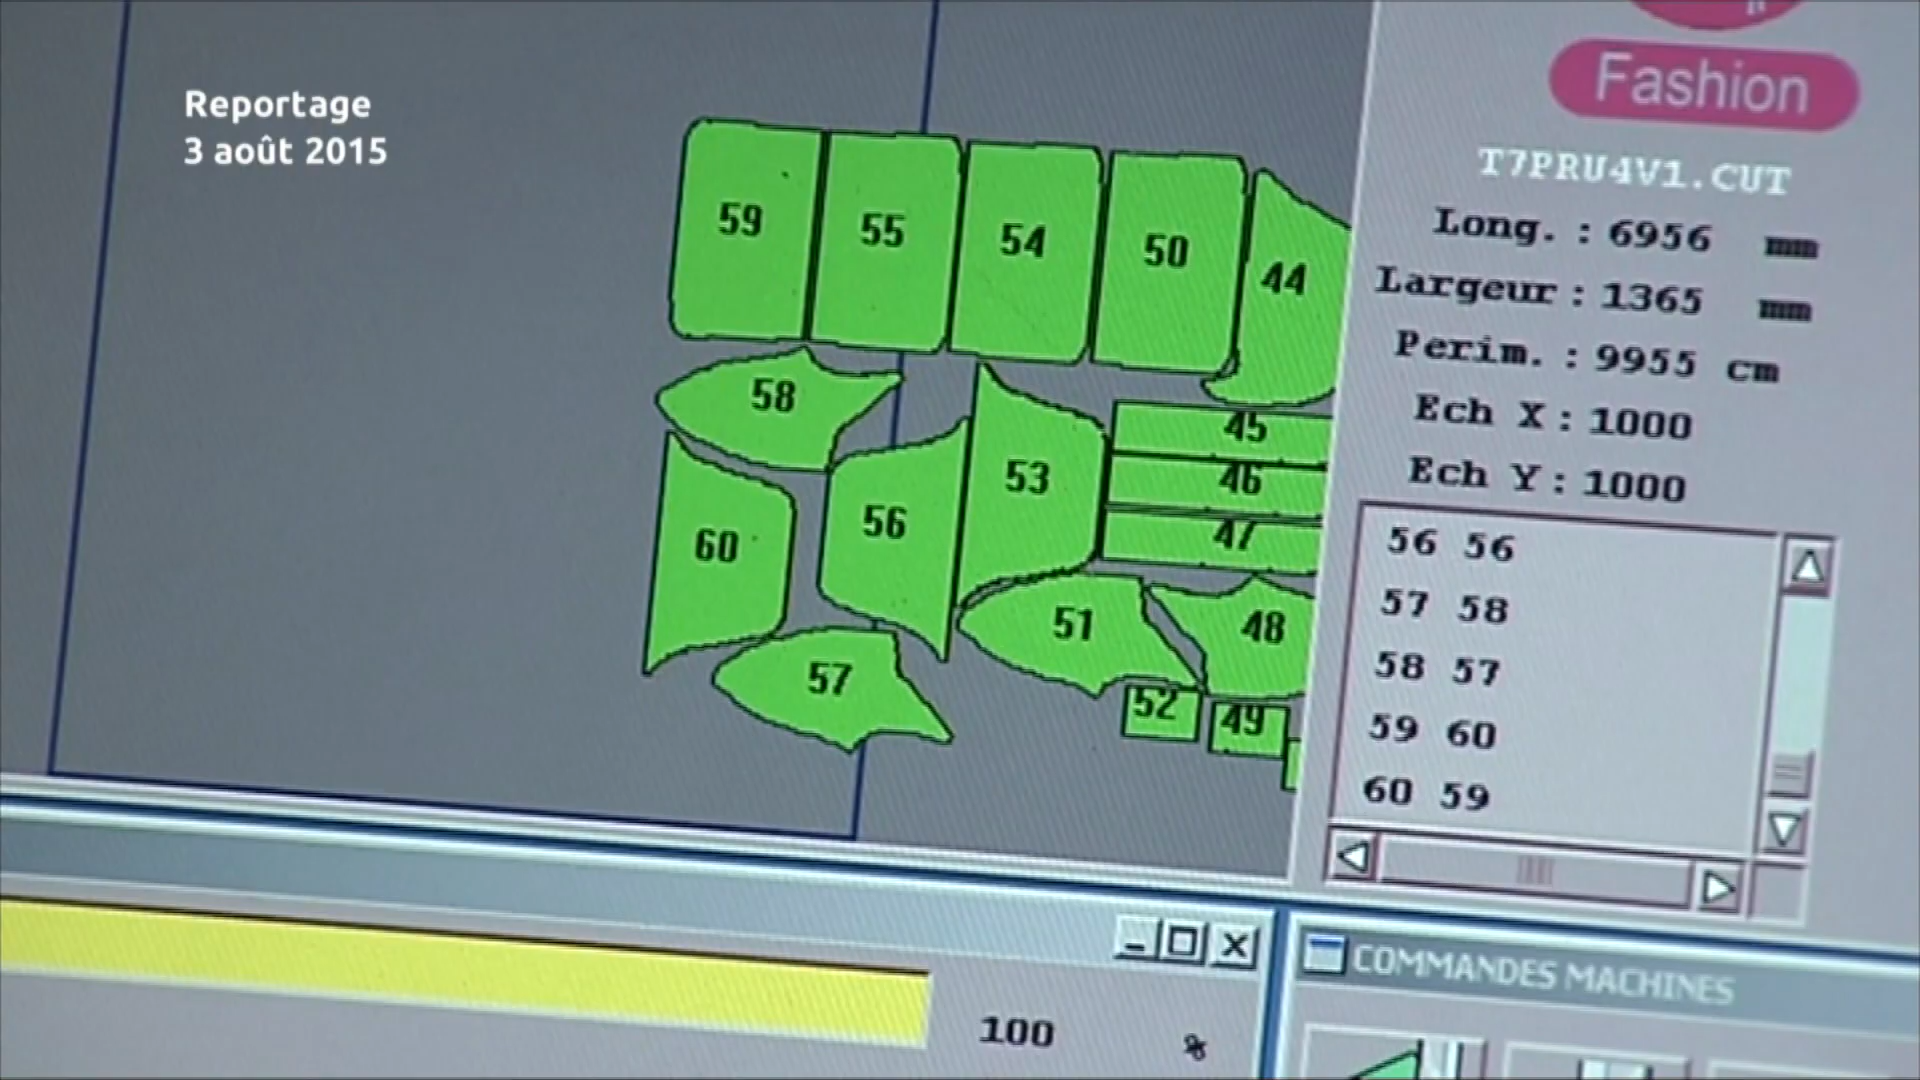 Reportage
3 août 2015
Fashion
T7PRU4V1.CUT
Long. : 6956 mm
Largeur : 1365 mm
Perim. : 9955 cm
Ech X : 1000
Ech Y : 1000
56 56
57 58
58 57
59 60
60 59
59 55 54 50 44
58
45
46
47
53
56
60
51
48
57
52
49
100 %
COMMANDES MACHINES